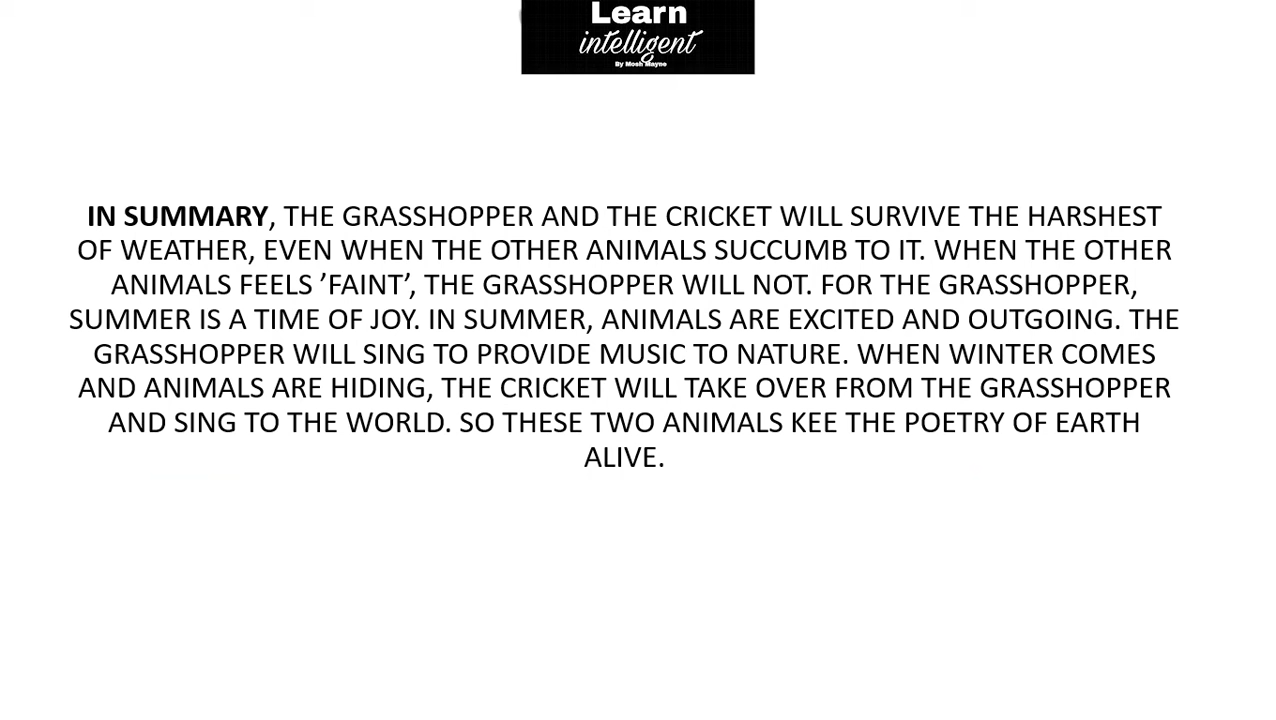 Learn
intelligent
By Mosh Mayne
IN SUMMARY, THE GRASSHOPPER AND THE CRICKET WILL SURVIVE THE HARSHEST
OF WEATHER, EVEN WHEN THE OTHER ANIMALS SUCCUMB TO IT. WHEN THE OTHER
ANIMALS FEELS ’FAINT’, THE GRASSHOPPER WILL NOT. FOR THE GRASSHOPPER,
SUMMER IS A TIME OF JOY. IN SUMMER, ANIMALS ARE EXCITED AND OUTGOING. THE
GRASSHOPPER WILL SING TO PROVIDE MUSIC TO NATURE. WHEN WINTER COMES
AND ANIMALS ARE HIDING, THE CRICKET WILL TAKE OVER FROM THE GRASSHOPPER
AND SING TO THE WORLD. SO THESE TWO ANIMALS KEE THE POETRY OF EARTH
ALIVE.